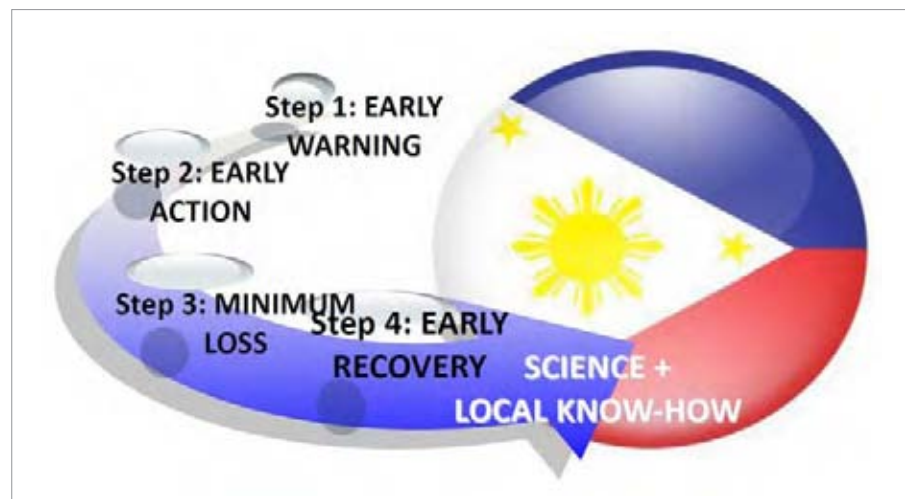 Step 1: EARLY
WARNING
Step 2: EARLY
ACTION
Step 3: MINIMUM
LOSS
Step 4: EARLY
RECOVERY
SCIENCE +
LOCAL KNOW-HOW